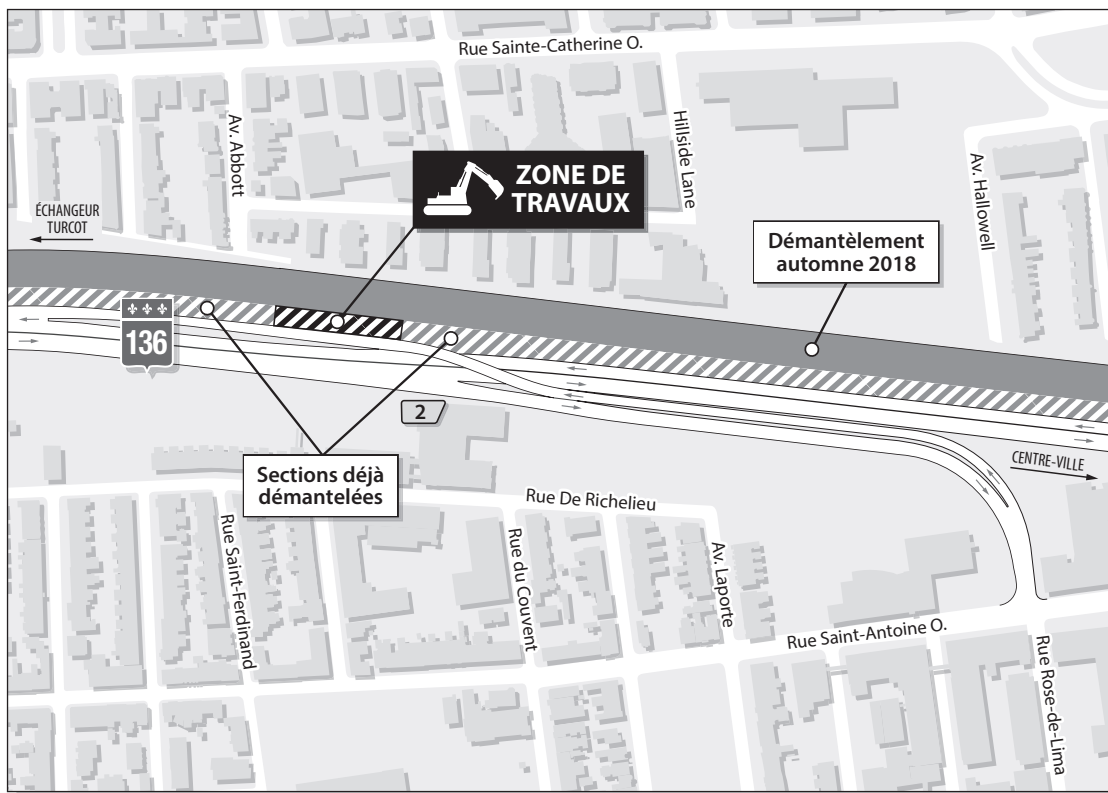 Rue Sainte-Catherine O.
Av. Abbott
Hillside Lane
Av. Hallowell
ZONE DE
TRAVAUX
ÉCHANGEUR
TURCOT
Démantèlement
automne 2018
136
2
CENTRE-VILLE
Sections déjà
démantelées
Rue De Richelieu
Rue Saint-Ferdinand
Rue du Couvent
Av. Laporte
Rue Saint-Antoine O.
Rue Rose-de-Lima